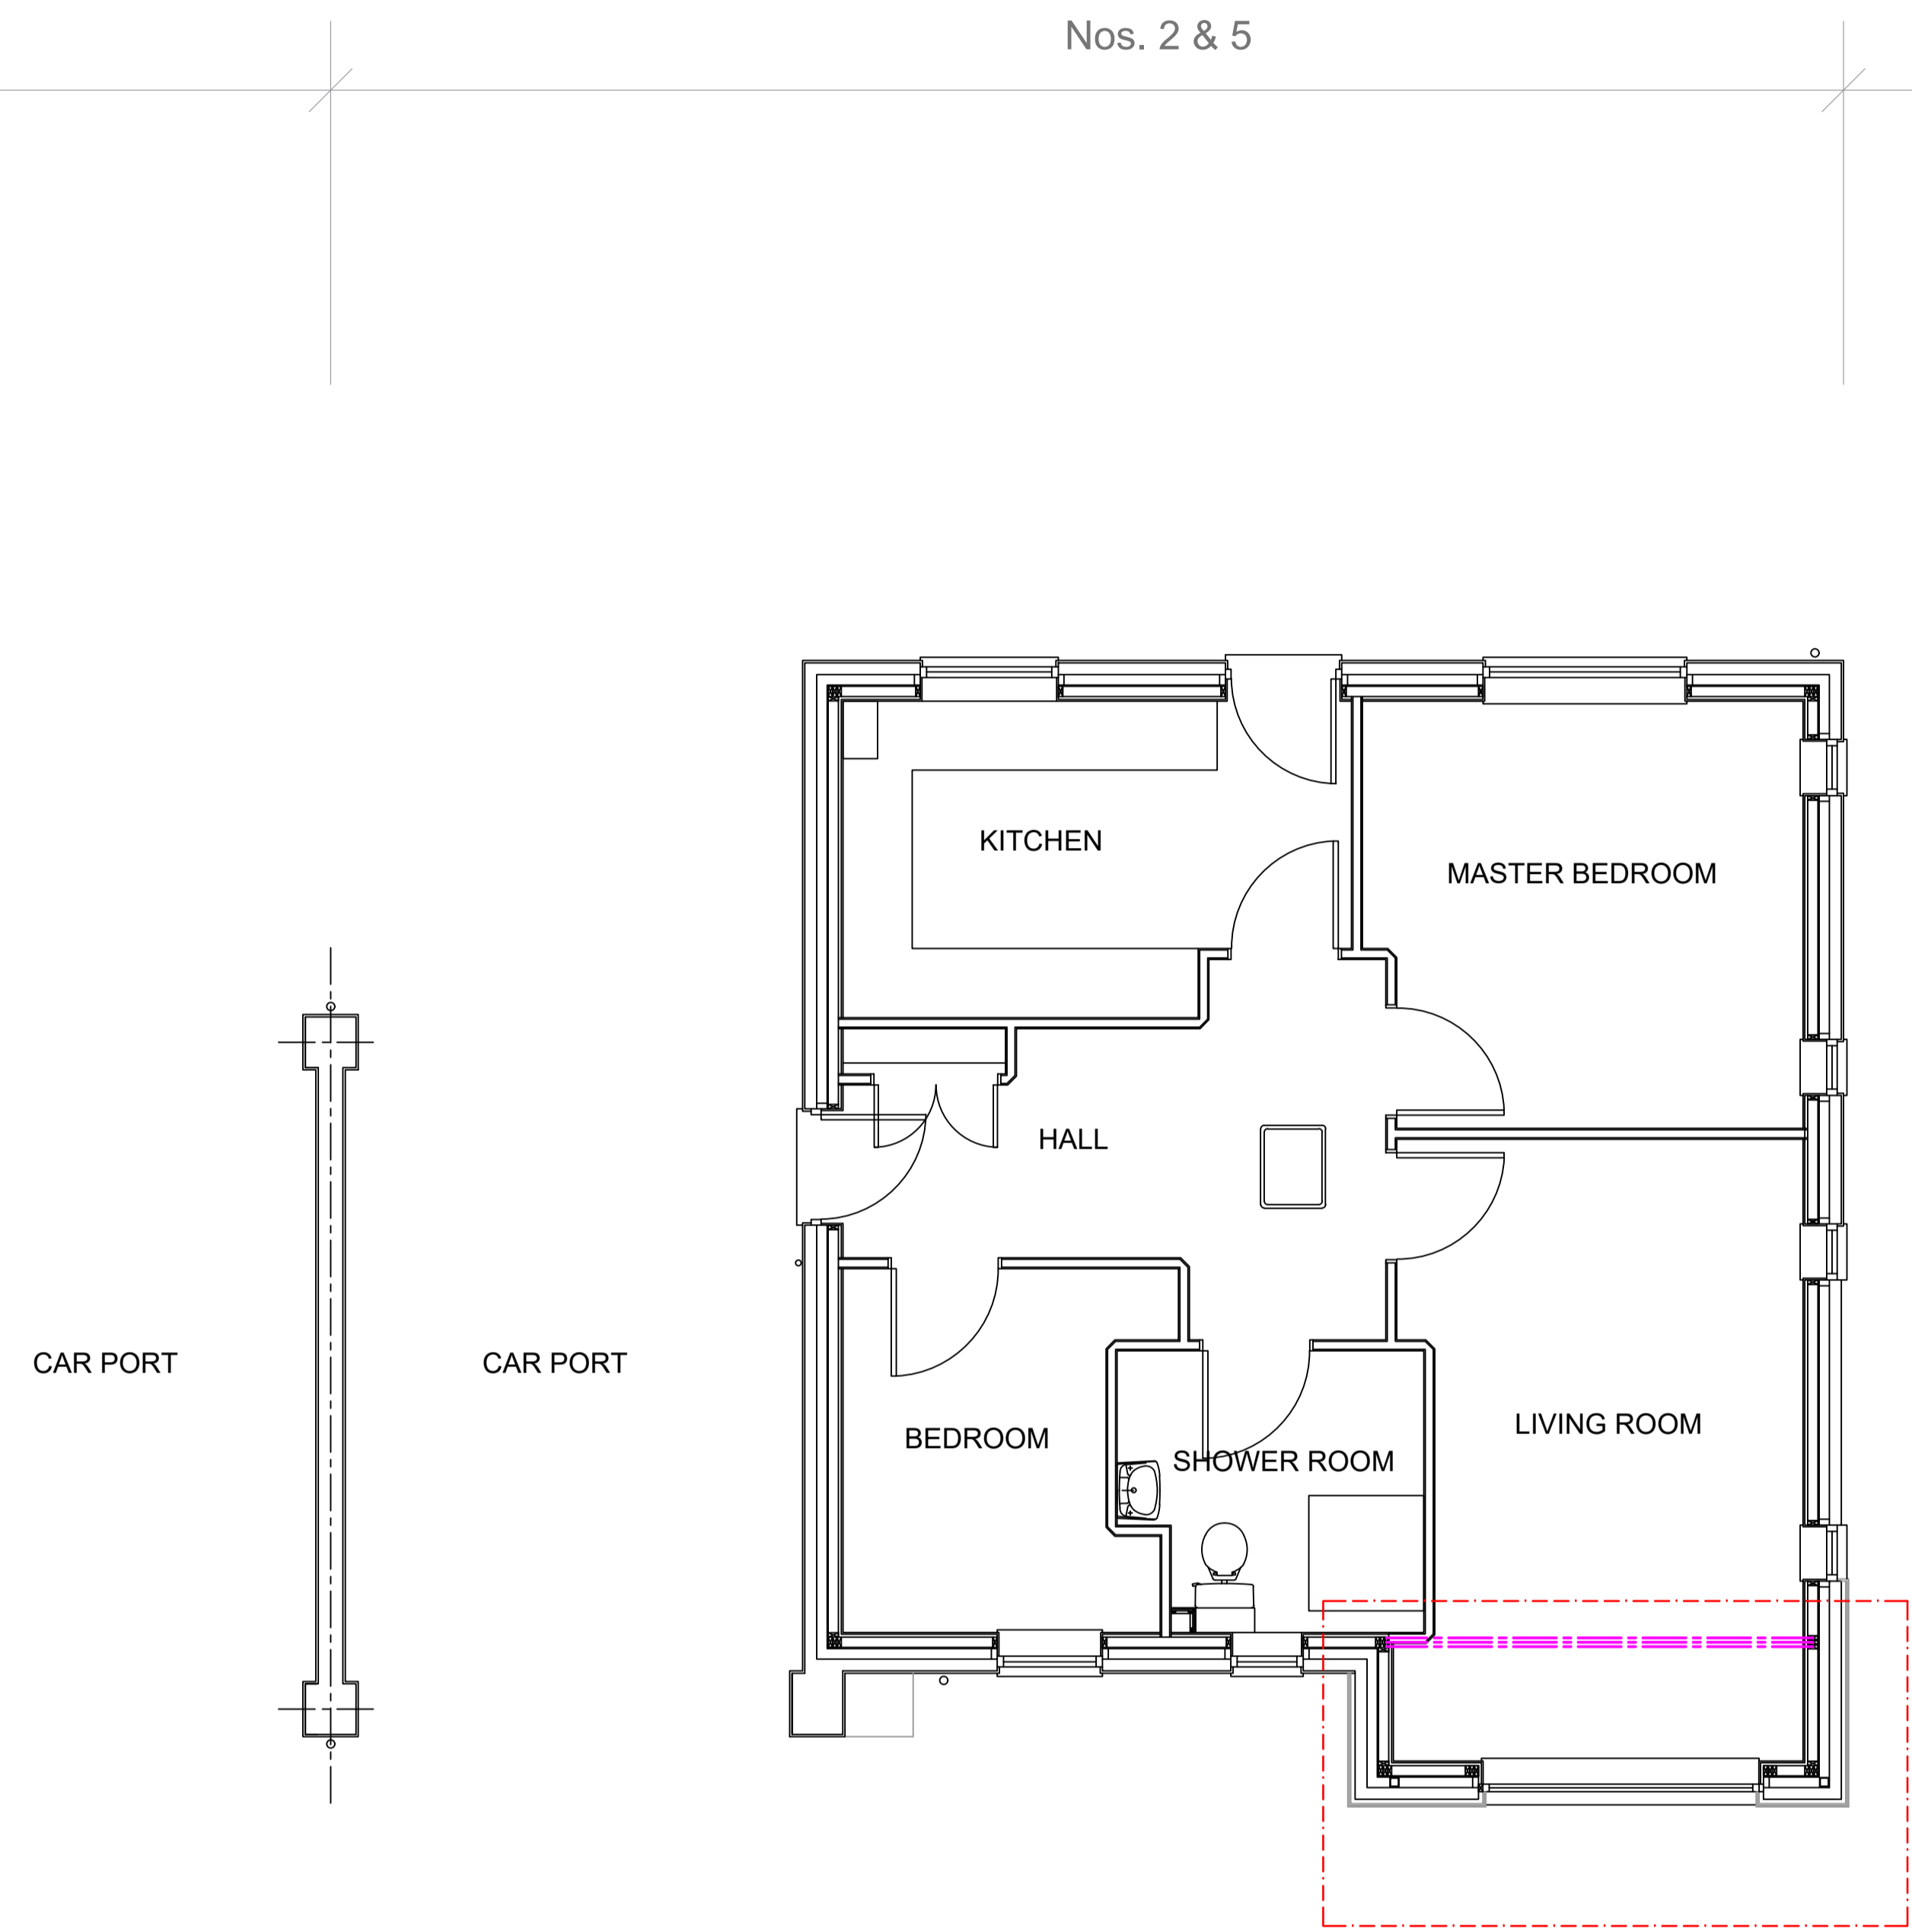 Nos. 2 & 5
KITCHEN
MASTER BEDROOM
HALL
CAR PORT
CAR PORT
BEDROOM
SHOWER ROOM
LIVING ROOM